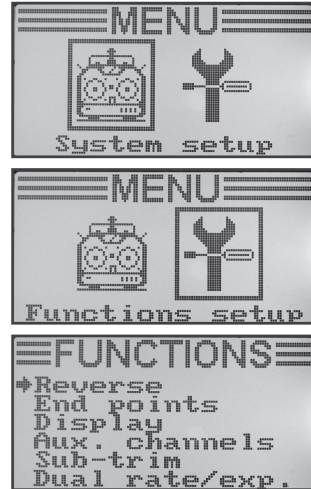 MENU
System setup
MENU
Functions setup
FUNCTIONS
Reverse
End points
Display
Aux. channels
Sub-trim
Dual rate/exp.